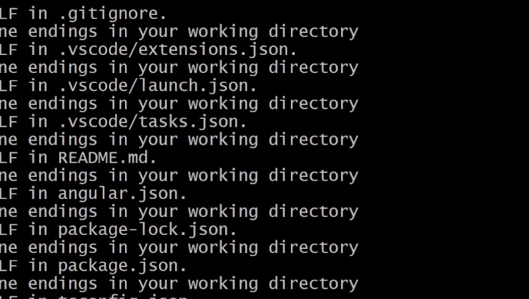 LF in .gitignore.
ne endings in your working directory
LF in .vscode/extensions.json.
ne endings in your working directory
LF in .vscode/launch.json.
ne endings in your working directory
LF in .vscode/tasks.json.
ne endings in your working directory
LF in README.md.
ne endings in your working directory
LF in angular.json.
ne endings in your working directory
LF in package-lock.json.
ne endings in your working directory
LF in package.json.
ne endings in your working directory
LF in tsconfig.json